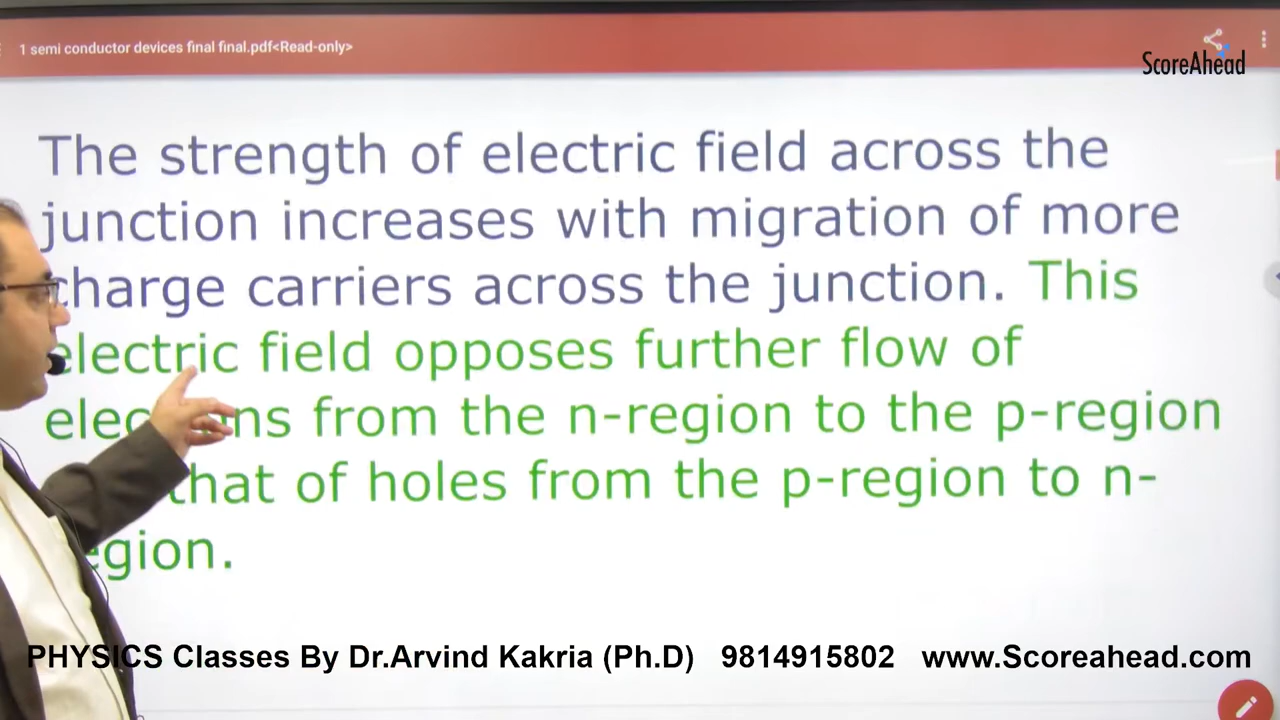 1 semi conductor devices final final.pdf<Read-only>
ScoreAhead
The strength of electric field across the
junction increases with migration of more
charge carriers across the junction. This
electric field opposes further flow of
from the n-region to the p-region
that of holes from the p-region to n-
region.
PHYSICS Classes By Dr.Arvind Kakria (Ph.D) 9814915802 www.Scoreahead.com